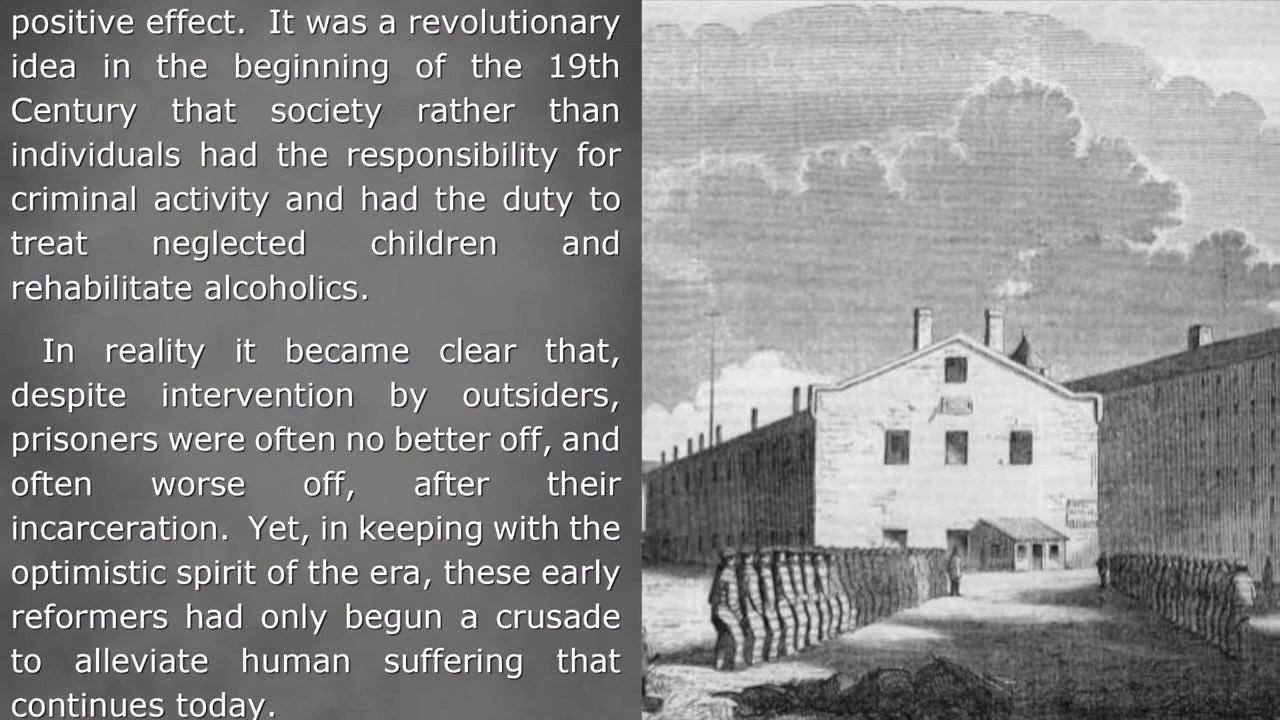 positive effect.  It was a revolutionary
idea in the beginning of the 19th
Century that society rather than
individuals had the responsibility for
criminal activity and had the duty to
treat neglected children and
rehabilitate alcoholics.
In reality it became clear that,
despite intervention by outsiders,
prisoners were often no better off, and
often worse off, after their
incarceration.  Yet, in keeping with the
optimistic spirit of the era, these early
reformers had only begun a crusade
to alleviate human suffering that
continues today.